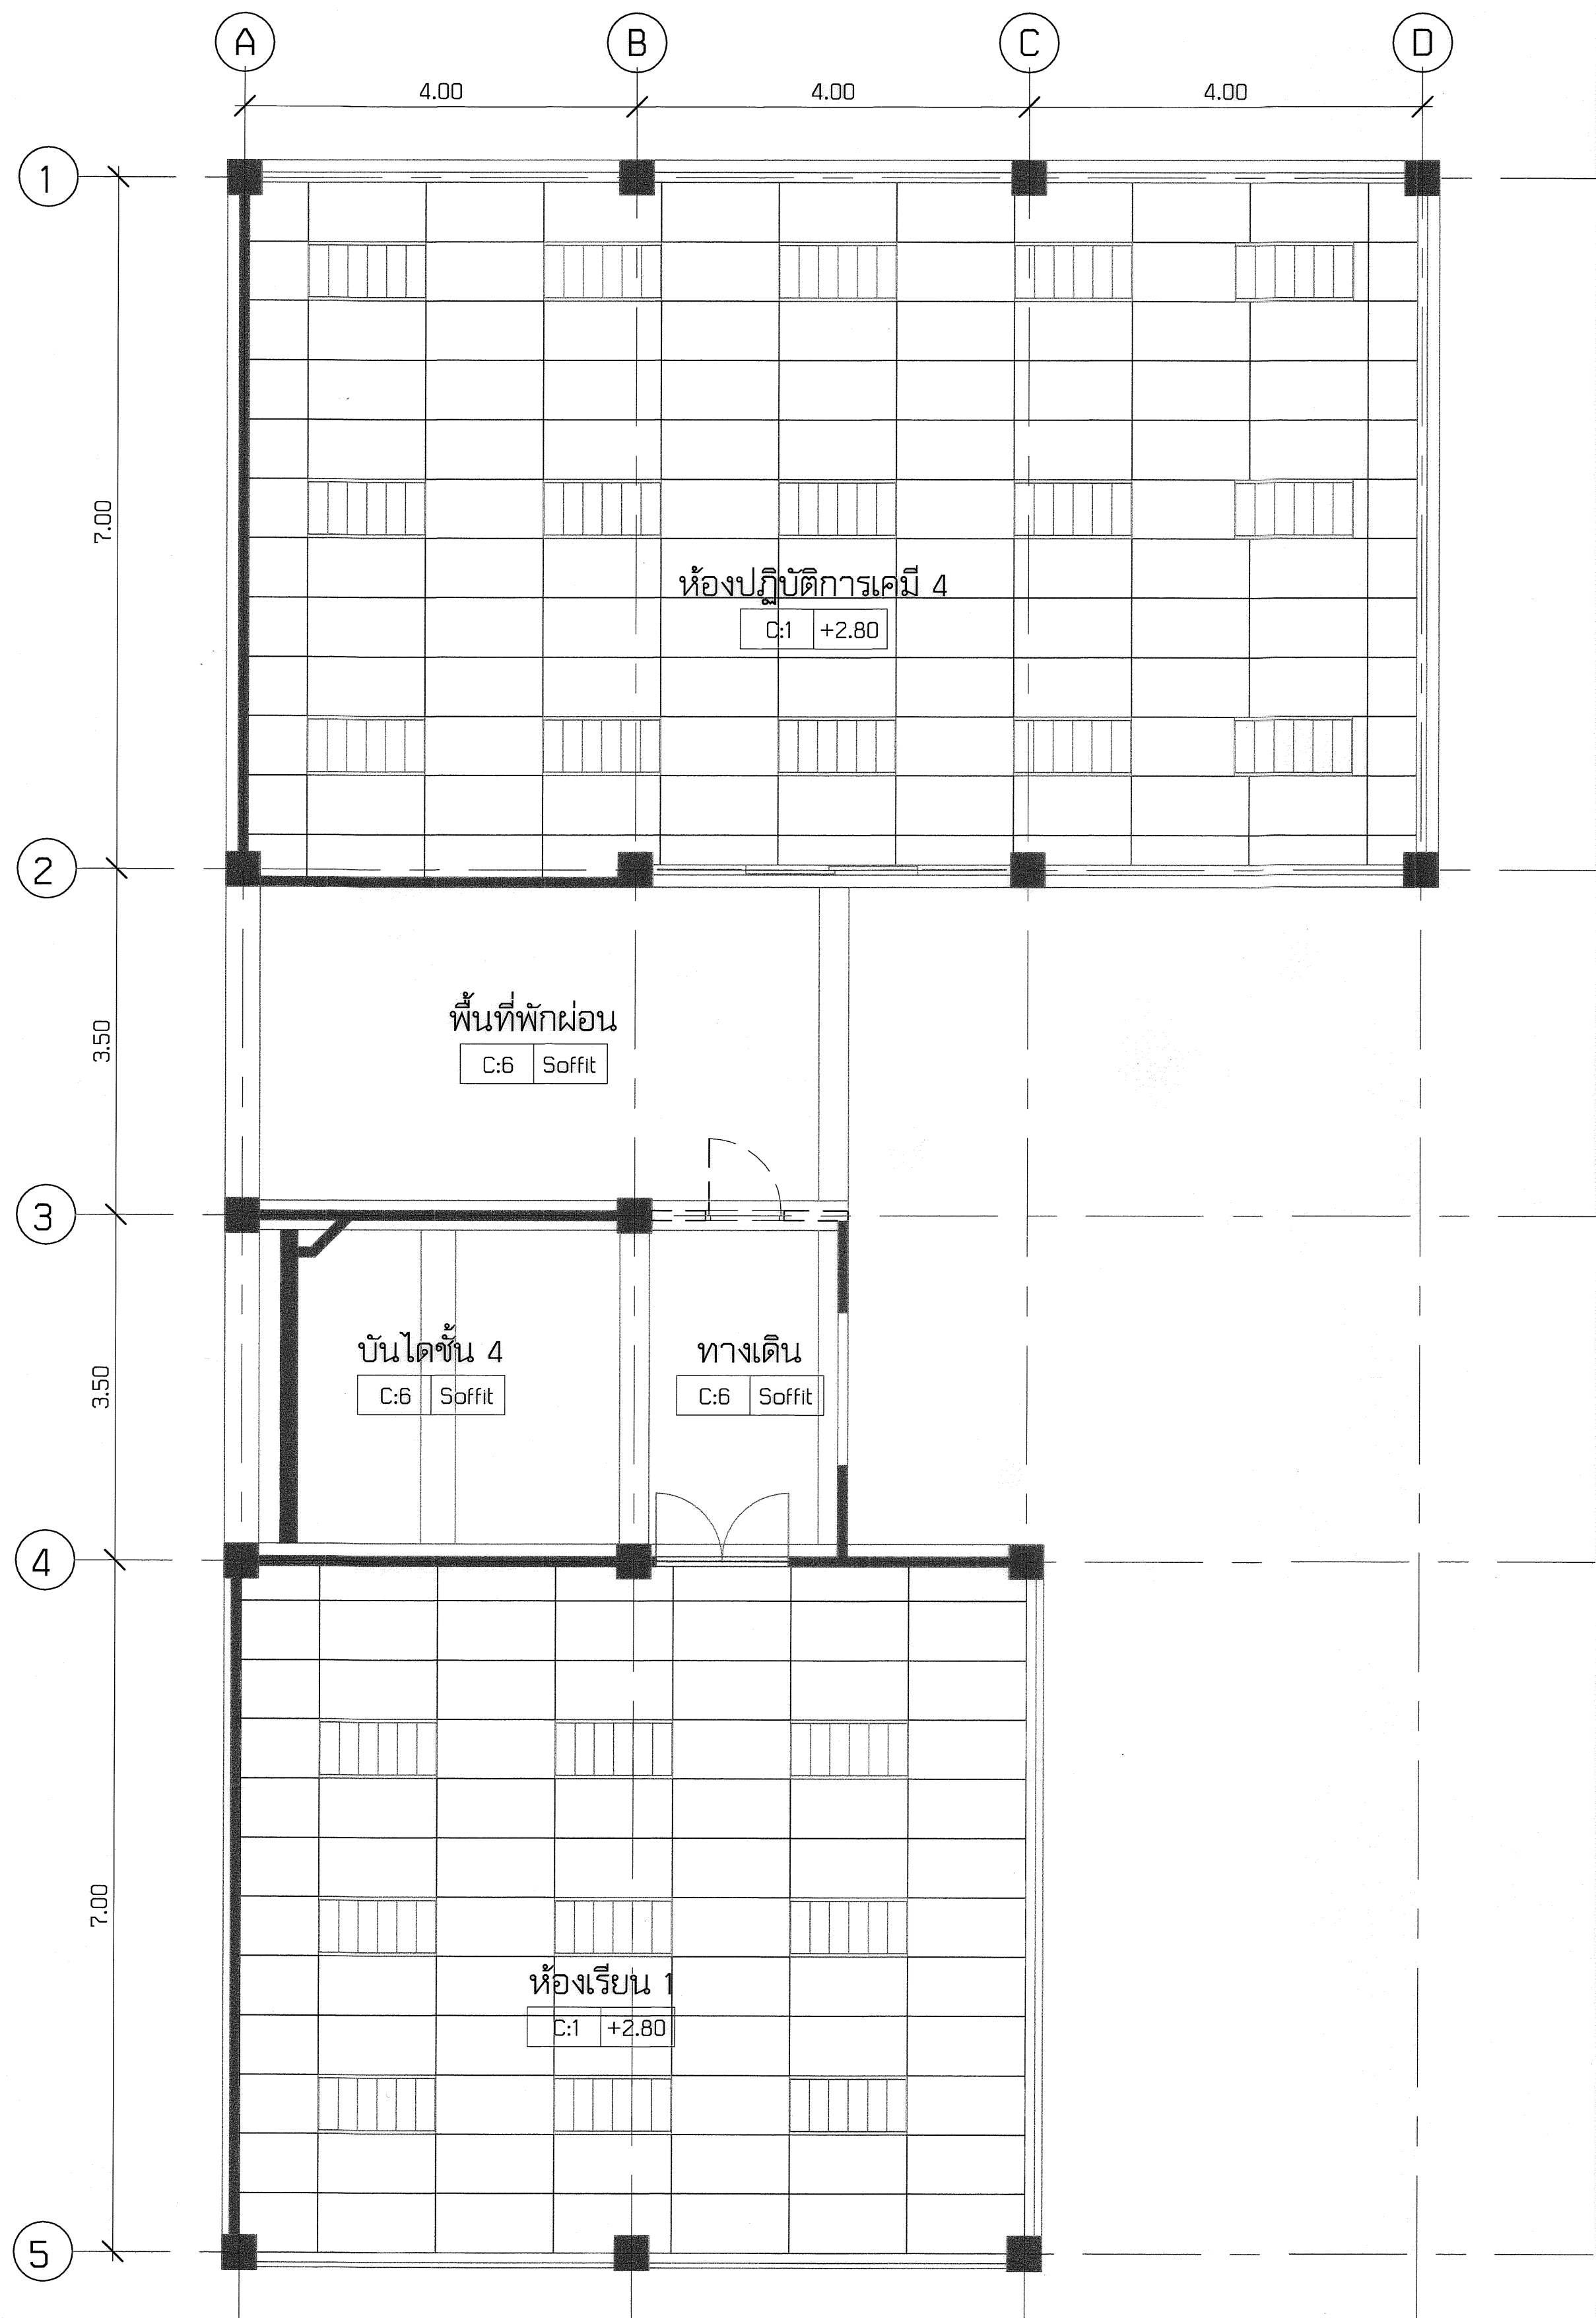 A B C D
4.00 4.00 4.00
1
7.00
ห้องปฏิบัติการเคมี 4
C:1 +2.80
2
3.50
พื้นที่พักผ่อน
C:6 Soffit
3
3.50
บันไดชั้น 4
C:6 Soffit
ทางเดิน
C:6 Soffit
4
7.00
ห้องเรียน 1
C:1 +2.80
5